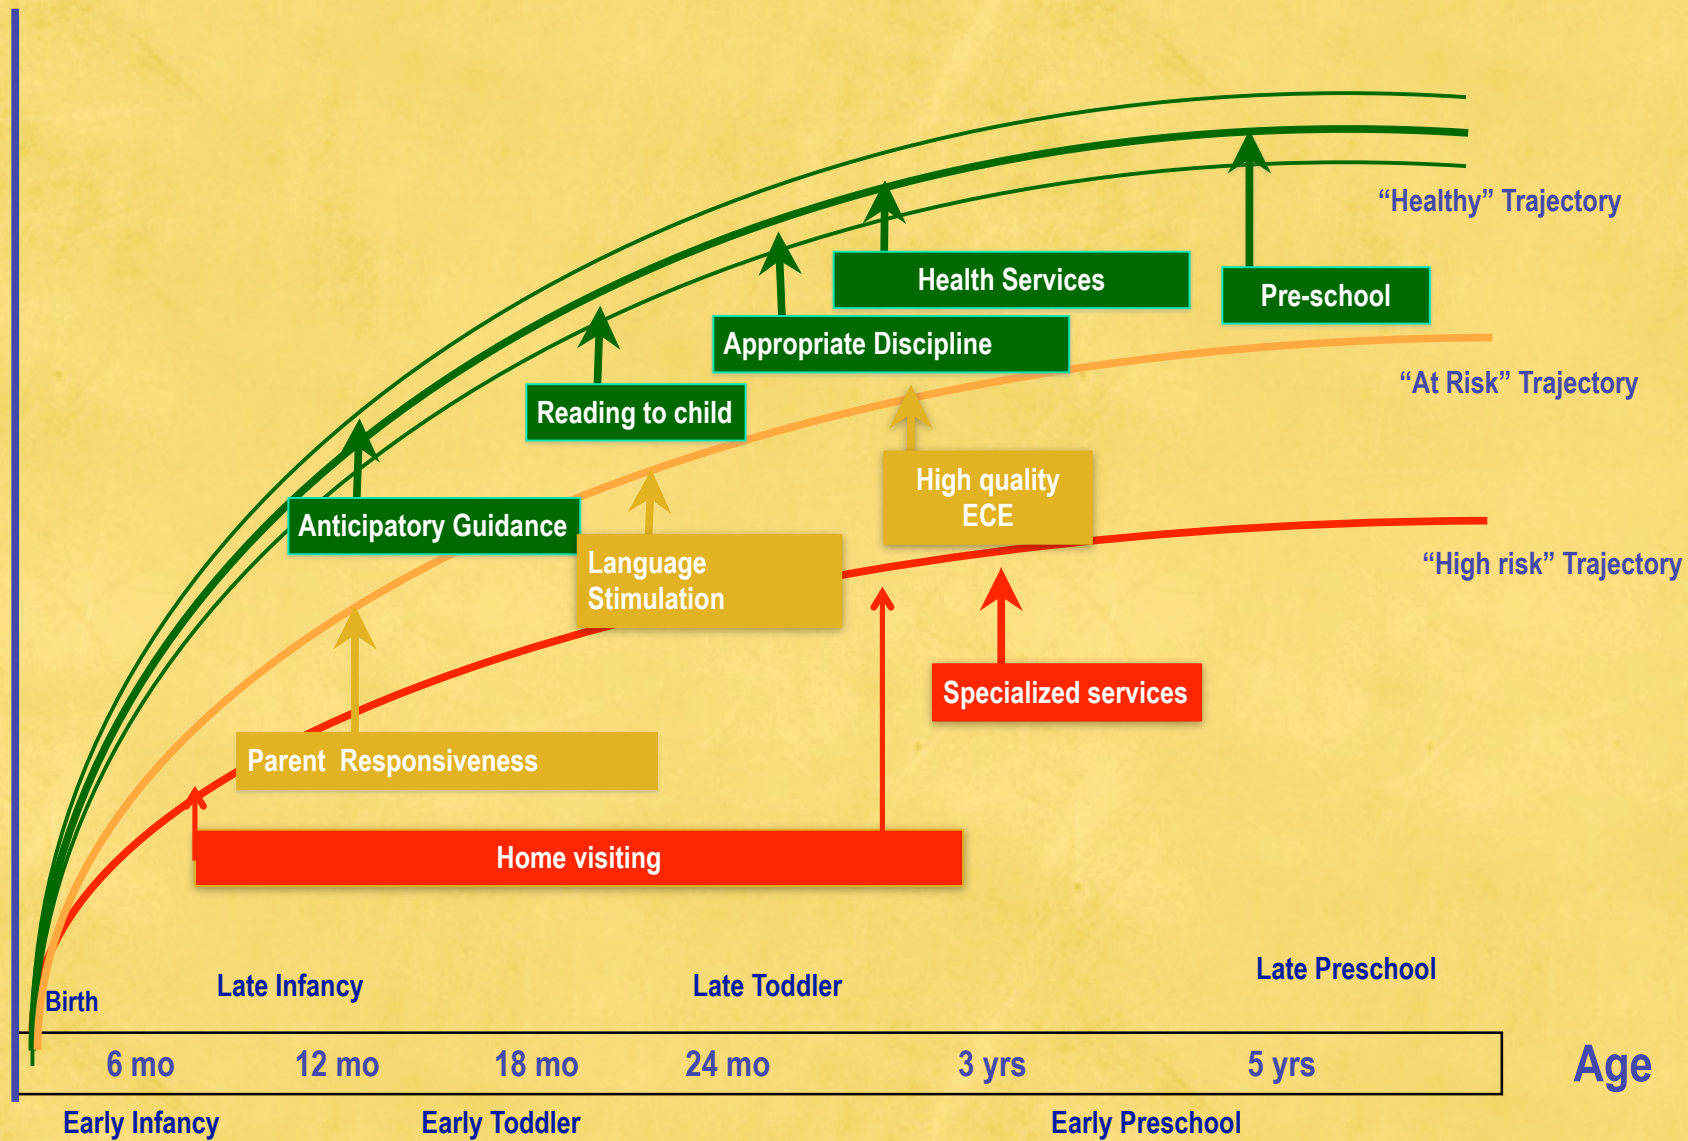 “Healthy” Trajectory
Health Services
Pre-school
Appropriate Discipline
“At Risk” Trajectory
Reading to child
High quality
ECE
Anticipatory Guidance
Language
Stimulation
“High risk” Trajectory
Specialized services
Parent  Responsiveness
Home visiting
Late Preschool
Late Infancy
Late Toddler
Birth
6 mo
12 mo
18 mo
24 mo
3 yrs
5 yrs
Age
Early Infancy
Early Toddler
Early Preschool